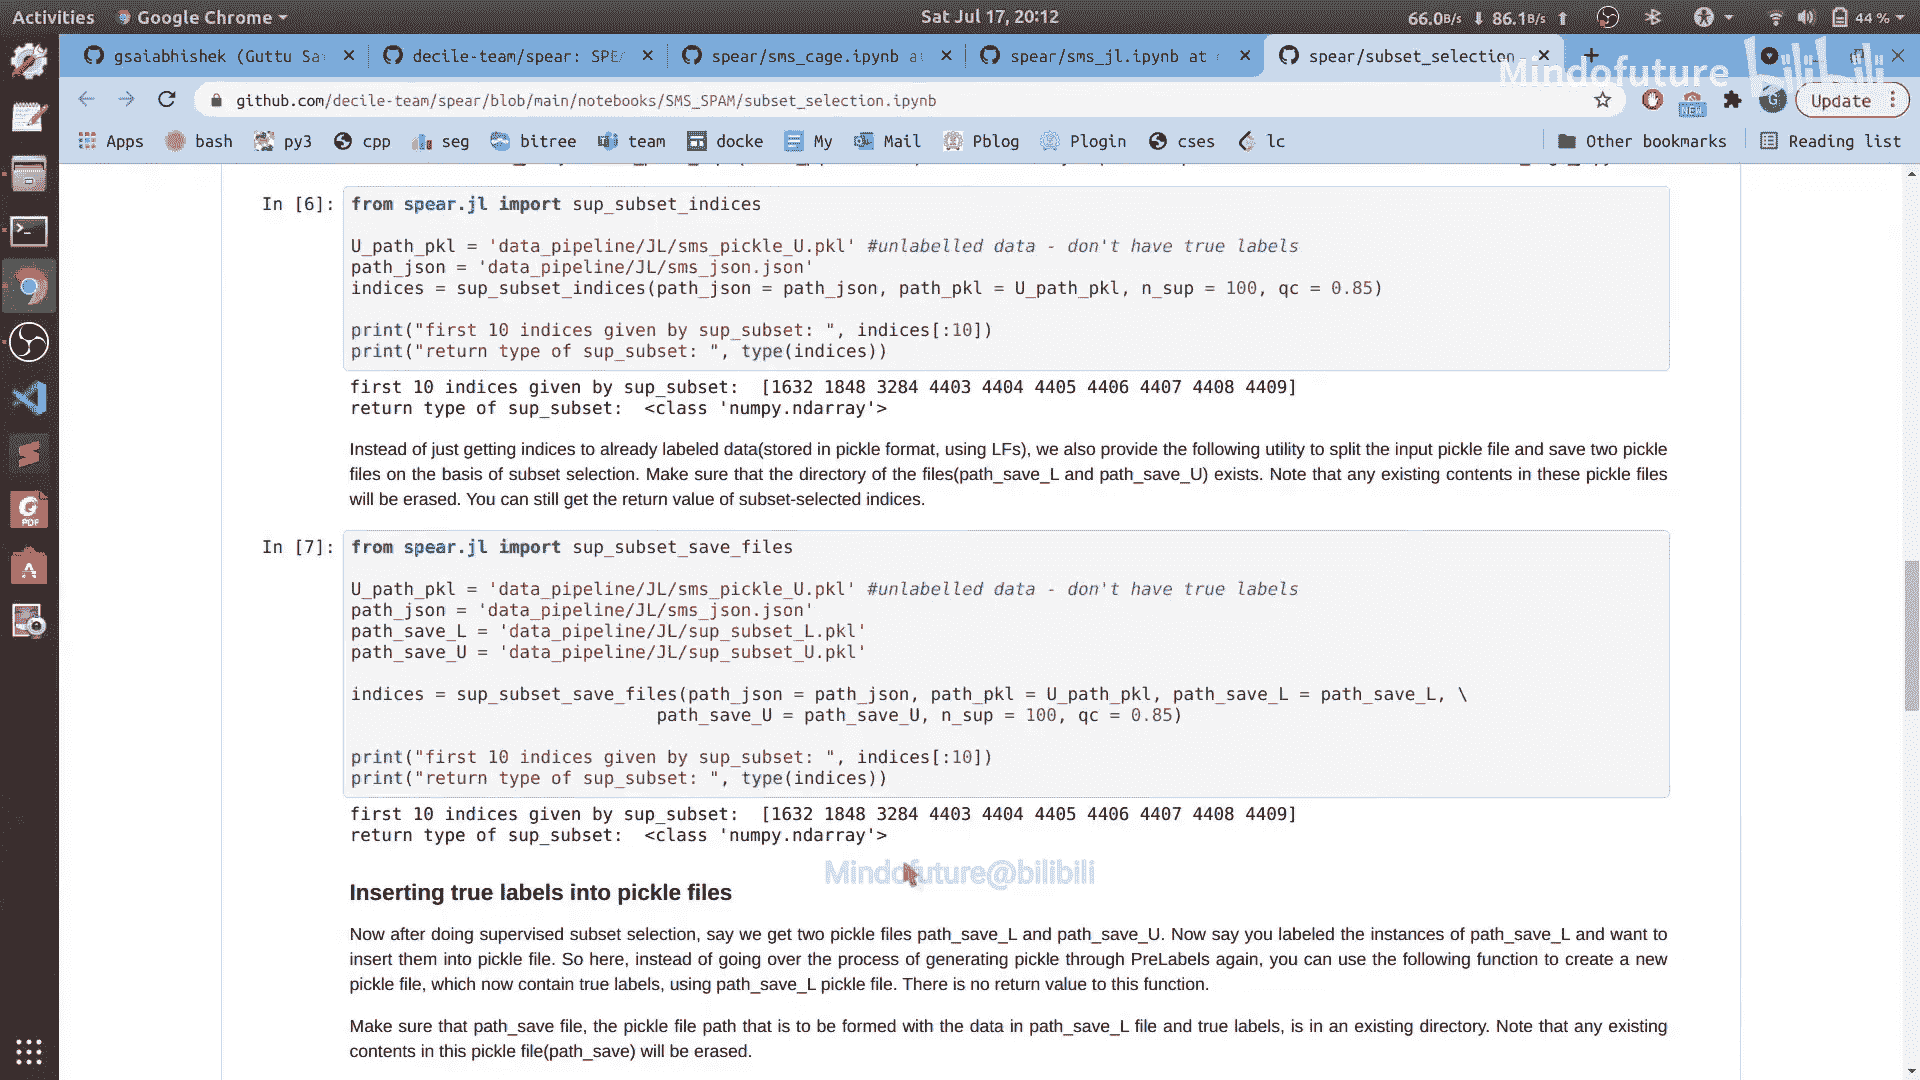 Activities Google Chrome Sat Jul 17, 20:12 66.0B/s 86.1B/s 44 %
gsaiabhishek (Guttu Sa decile-team/spear: SPE spear/sms_cage.ipynb a spear/sms_jl.ipynb at spear/subset_selection
Mindofuture bilibili
github.com/decile-team/spear/blob/main/notebooks/SMS_SPAM/subset_selection.ipynb NEW G Update
Apps bash py3 cpp seg bitree team docke My Mail Pblog Plogin cses lc Other bookmarks Reading list
In [6]: from spear.jl import sup_subset_indices
U_path_pkl = 'data_pipeline/JL/sms_pickle_U.pkl' #unlabelled data - don't have true labels
path_json = 'data_pipeline/JL/sms_json.json'
indices = sup_subset_indices(path_json = path_json, path_pkl = U_path_pkl, n_sup = 100, qc = 0.85)
print("first 10 indices given by sup_subset: ", indices[:10])
print("return type of sup_subset: ", type(indices))
first 10 indices given by sup_subset:  [1632 1848 3284 4403 4404 4405 4406 4407 4408 4409]
return type of sup_subset:  <class 'numpy.ndarray'>
Instead of just getting indices to already labeled data(stored in pickle format, using LFs), we also provide the following utility to split the input pickle file and save two pickle
files on the basis of subset selection. Make sure that the directory of the files(path_save_L and path_save_U) exists. Note that any existing contents in these pickle files
will be erased. You can still get the return value of subset-selected indices.
In [7]: from spear.jl import sup_subset_save_files
U_path_pkl = 'data_pipeline/JL/sms_pickle_U.pkl' #unlabelled data - don't have true labels
path_json = 'data_pipeline/JL/sms_json.json'
path_save_L = 'data_pipeline/JL/sup_subset_L.pkl'
path_save_U = 'data_pipeline/JL/sup_subset_U.pkl'
indices = sup_subset_save_files(path_json = path_json, path_pkl = U_path_pkl, path_save_L = path_save_L, \
path_save_U = path_save_U, n_sup = 100, qc = 0.85)
print("first 10 indices given by sup_subset: ", indices[:10])
print("return type of sup_subset: ", type(indices))
first 10 indices given by sup_subset:  [1632 1848 3284 4403 4404 4405 4406 4407 4408 4409]
return type of sup_subset:  <class 'numpy.ndarray'>
Mindofuture@bilibili
Inserting true labels into pickle files
Now after doing supervised subset selection, say we get two pickle files path_save_L and path_save_U. Now say you labeled the instances of path_save_L and want to
insert them into pickle file. So here, instead of going over the process of generating pickle through PreLabels again, you can use the following function to create a new
pickle file, which now contain true labels, using path_save_L pickle file. There is no return value to this function.
Make sure that path_save file, the pickle file path that is to be formed with the data in path_save_L file and true labels, is in an existing directory. Note that any existing
contents in this pickle file(path_save) will be erased.